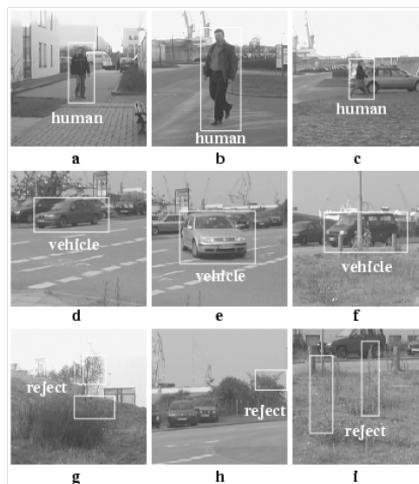 human
human
human
a
b
c
vehicle
vehicle
vehicle
d
e
f
reject
reject
reject
g
h
i